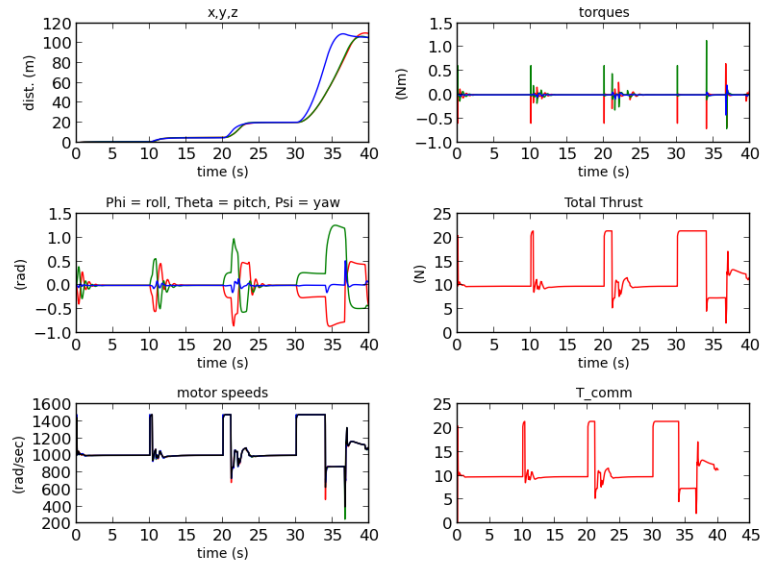 x,y,z
dist. (m)
120
100
80
60
40
20
0
0 5 10 15 20 25 30 35 40
time (s)
torques
(Nm)
1.5
1.0
0.5
0.0
−0.5
−1.0
0 5 10 15 20 25 30 35 40
time (s)
Phi = roll, Theta = pitch, Psi = yaw
(rad)
1.5
1.0
0.5
0.0
−0.5
−1.0
0 5 10 15 20 25 30 35 40
time (s)
Total Thrust
(N)
25
20
15
10
5
0
0 5 10 15 20 25 30 35 40
time (s)
motor speeds
(rad/sec)
1600
1400
1200
1000
800
600
400
200
0 5 10 15 20 25 30 35 40
time (s)
T_comm
25
20
15
10
5
0
0 5 10 15 20 25 30 35 40 45
time (s)